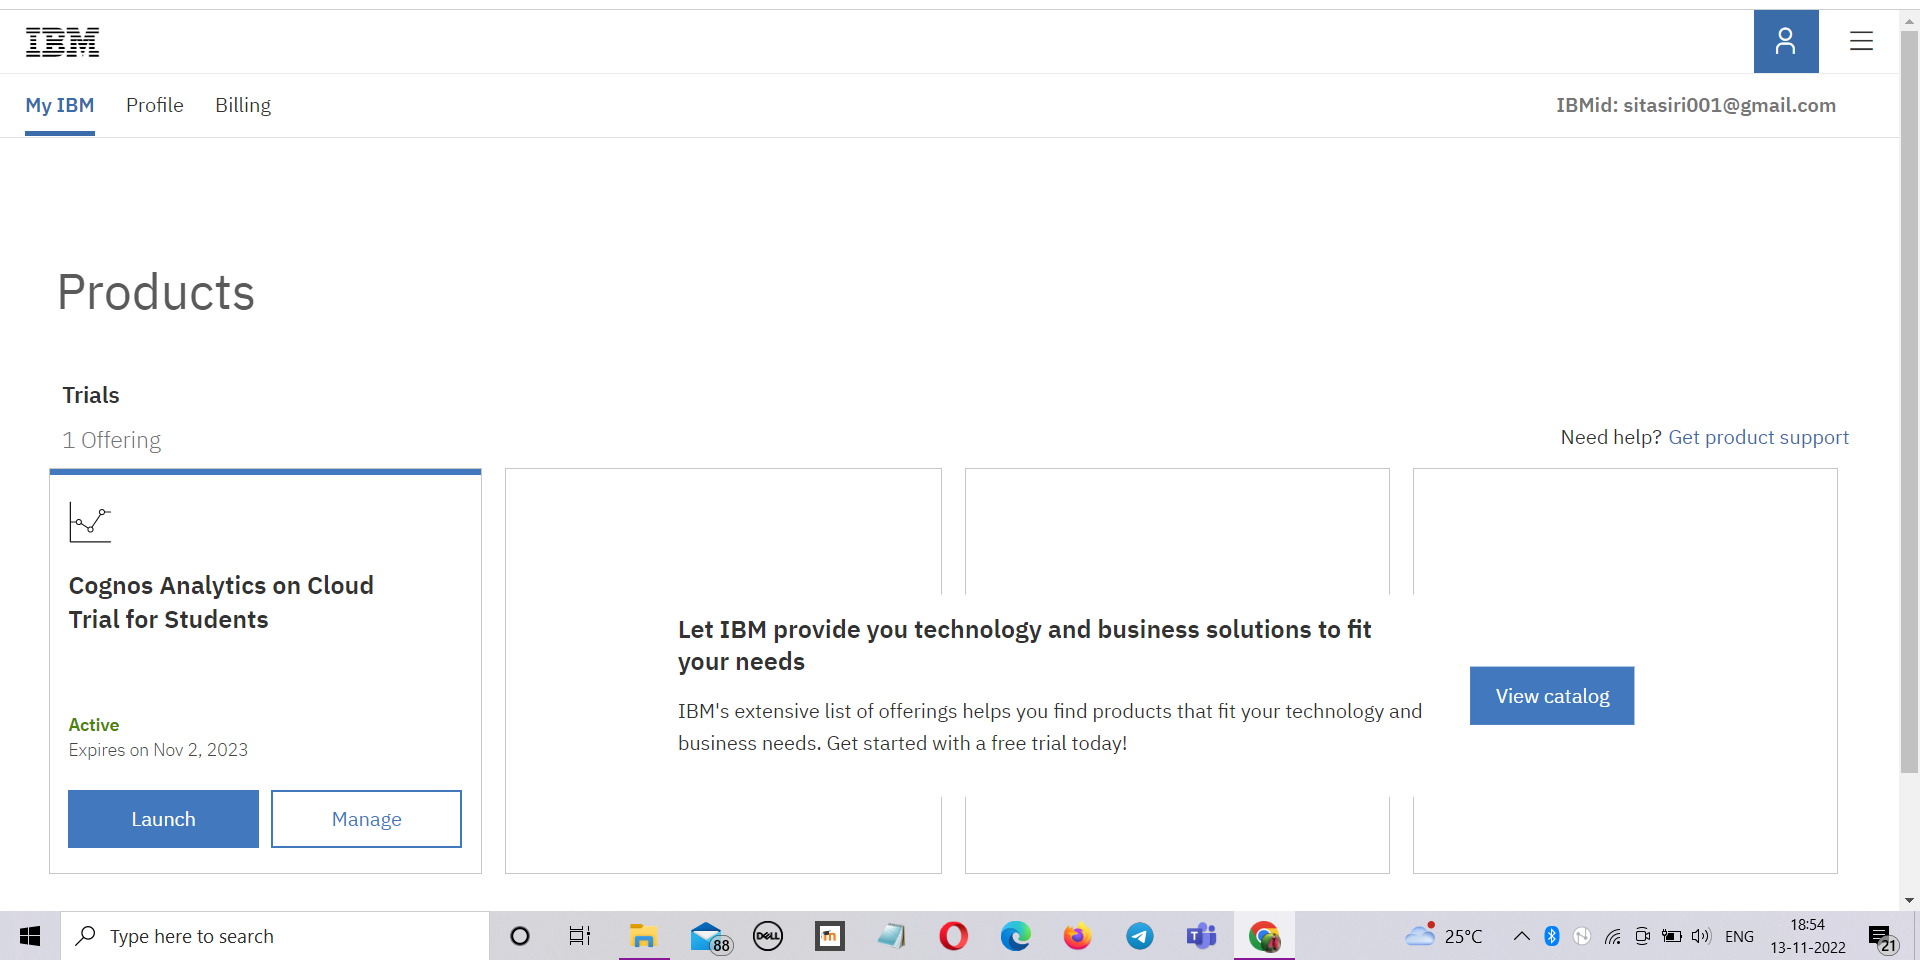 IBM
My IBM Profile Billing IBMid: sitasiri001@gmail.com
Products
Trials
1 Offering
Need help? Get product support
Cognos Analytics on Cloud
Trial for Students
Active
Expires on Nov 2, 2023
Launch Manage
Let IBM provide you technology and business solutions to fit
your needs
IBM's extensive list of offerings helps you find products that fit your technology and
business needs. Get started with a free trial today!
View catalog
Type here to search 88 DELL m 25°C ENG 18:54
13-11-2022 21